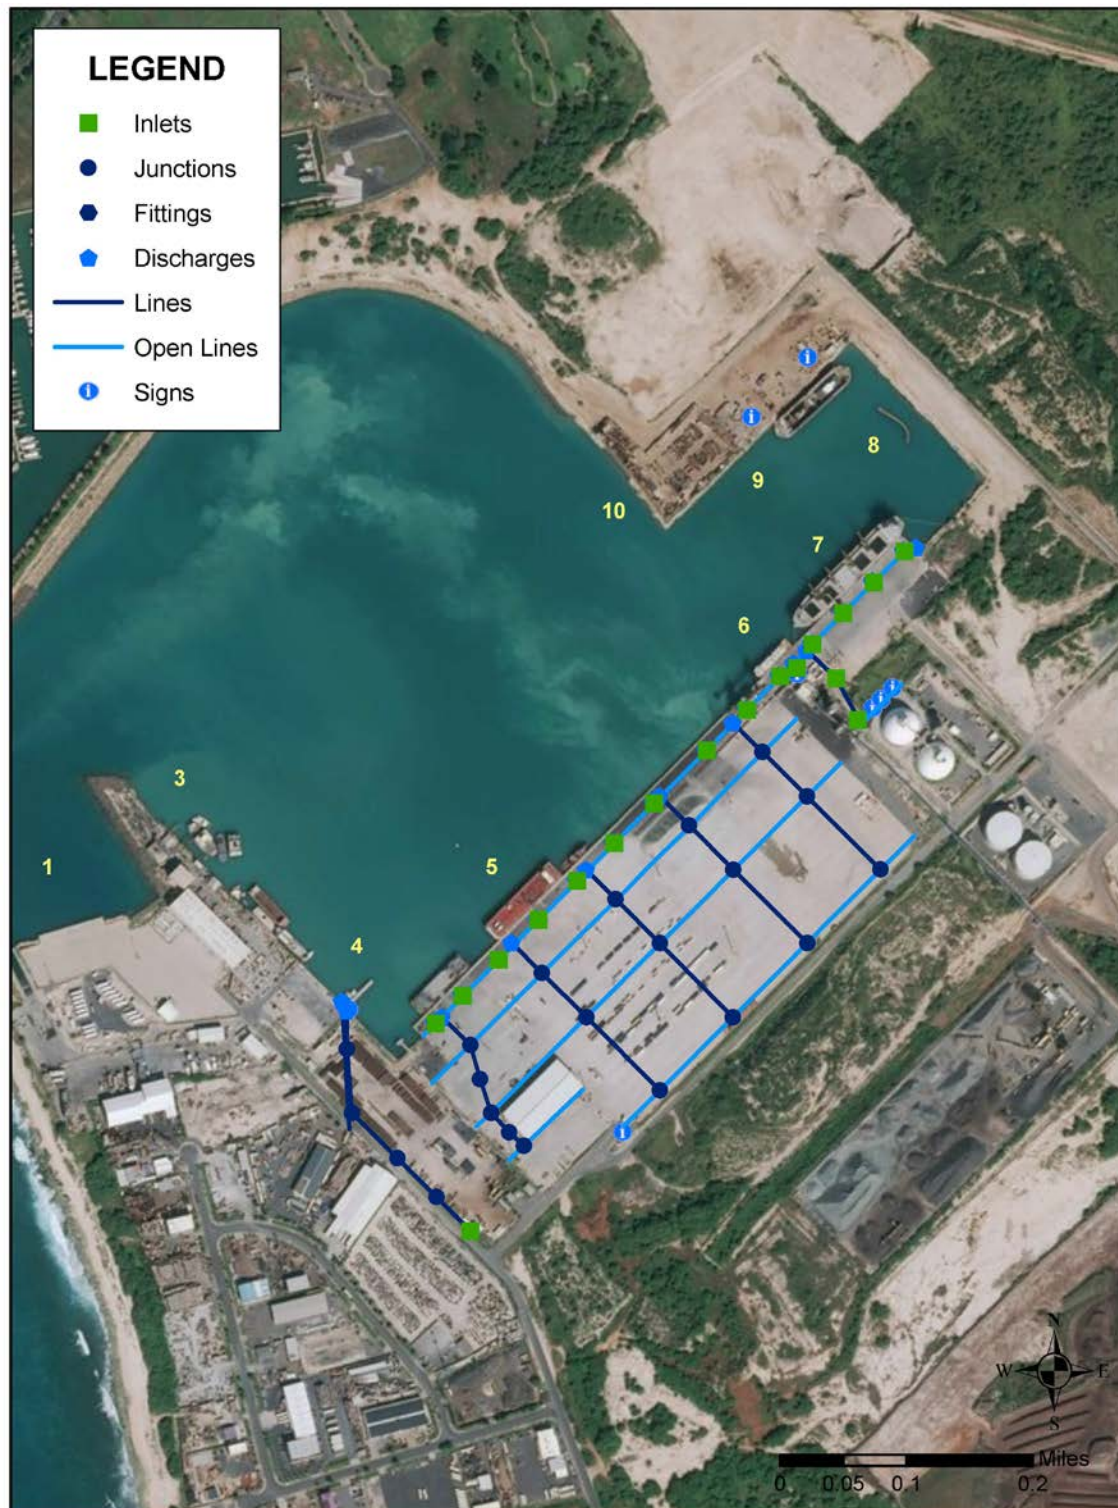 LEGEND
Inlets
Junctions
Fittings
Discharges
Lines
Open Lines
Signs
8
9
10
7
6
3
1
5
4
N
W E
S
Miles
0 0.05 0.1 0.2